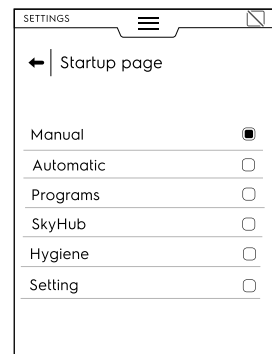 SETTINGS
Startup page
Manual
Automatic
Programs
SkyHub
Hygiene
Setting